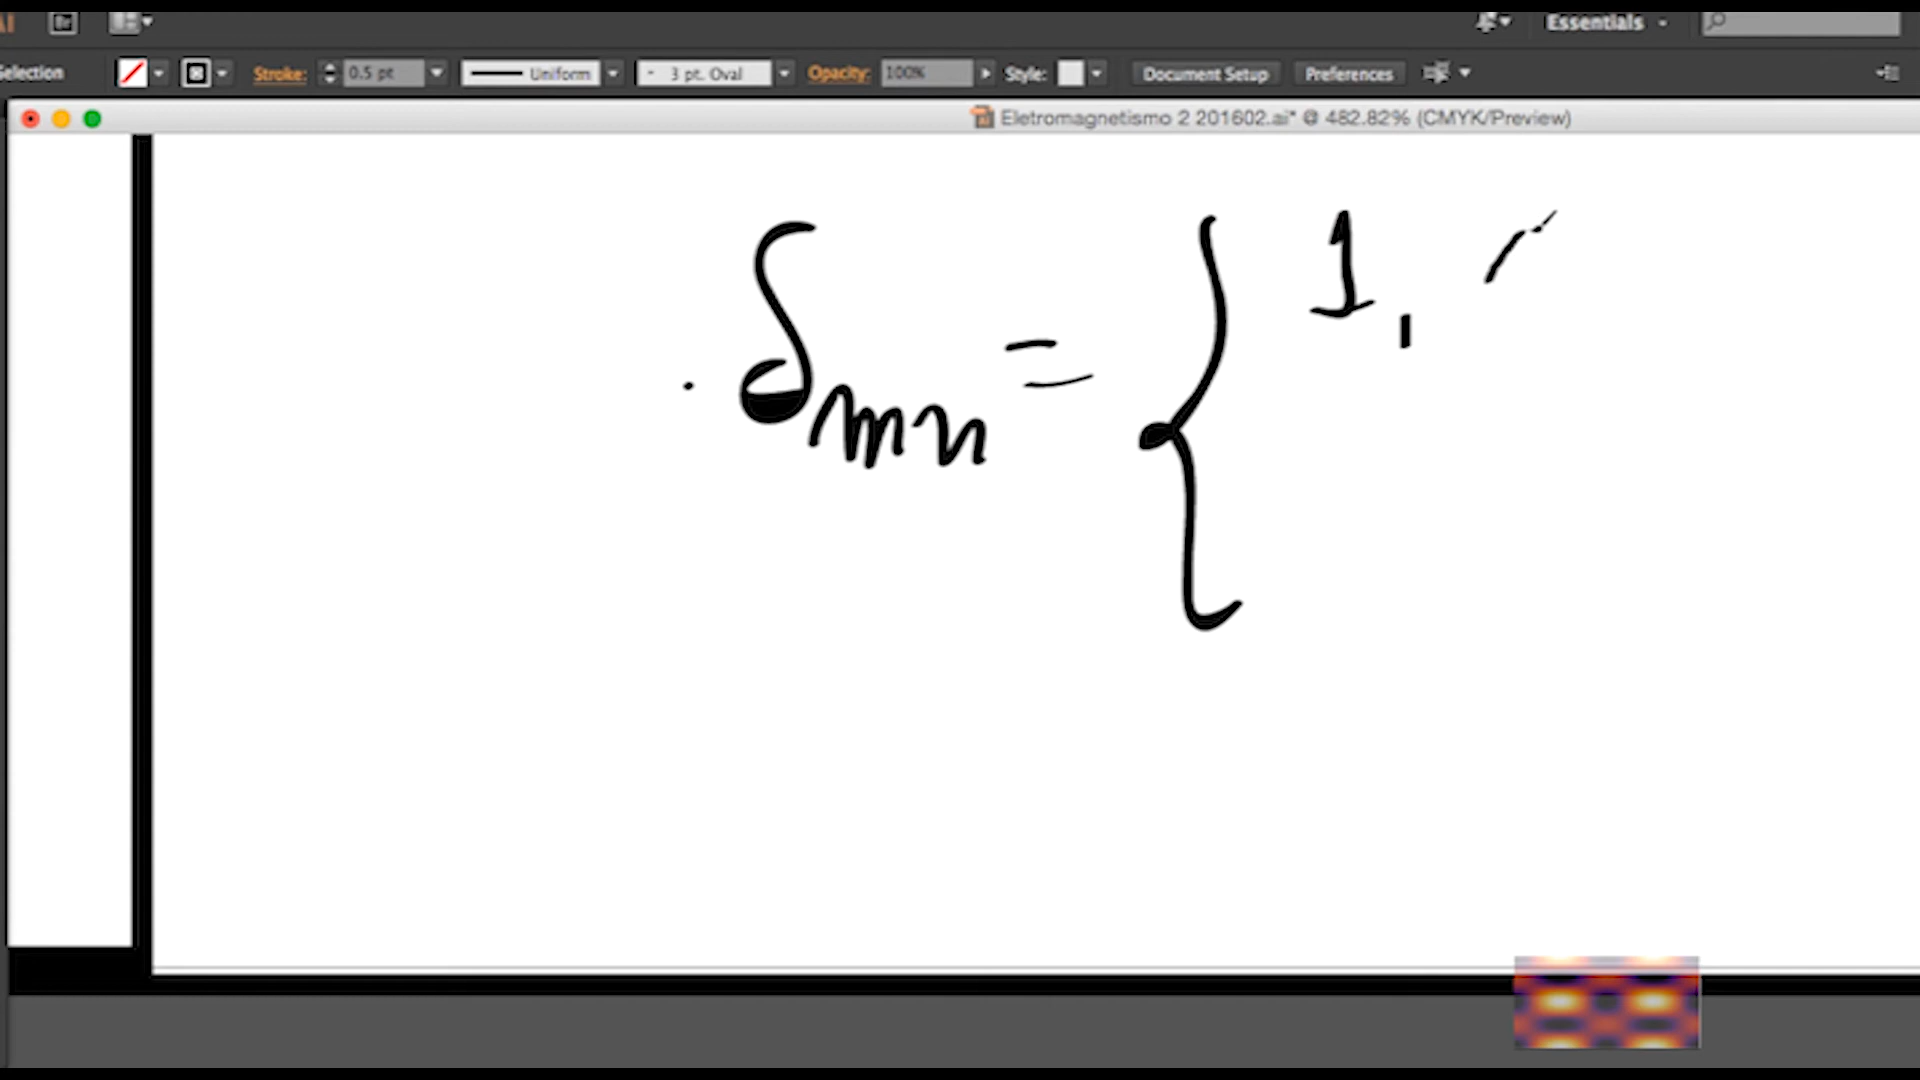 Br Essentials
Selection Stroke: 0.5 pt Uniform 3 pt. Oval Opacity: 100% Style: Document Setup Preferences
Eletromagnetismo 2 201602.ai* @ 482.82% (CMYK/Preview)
δmn = { 1,